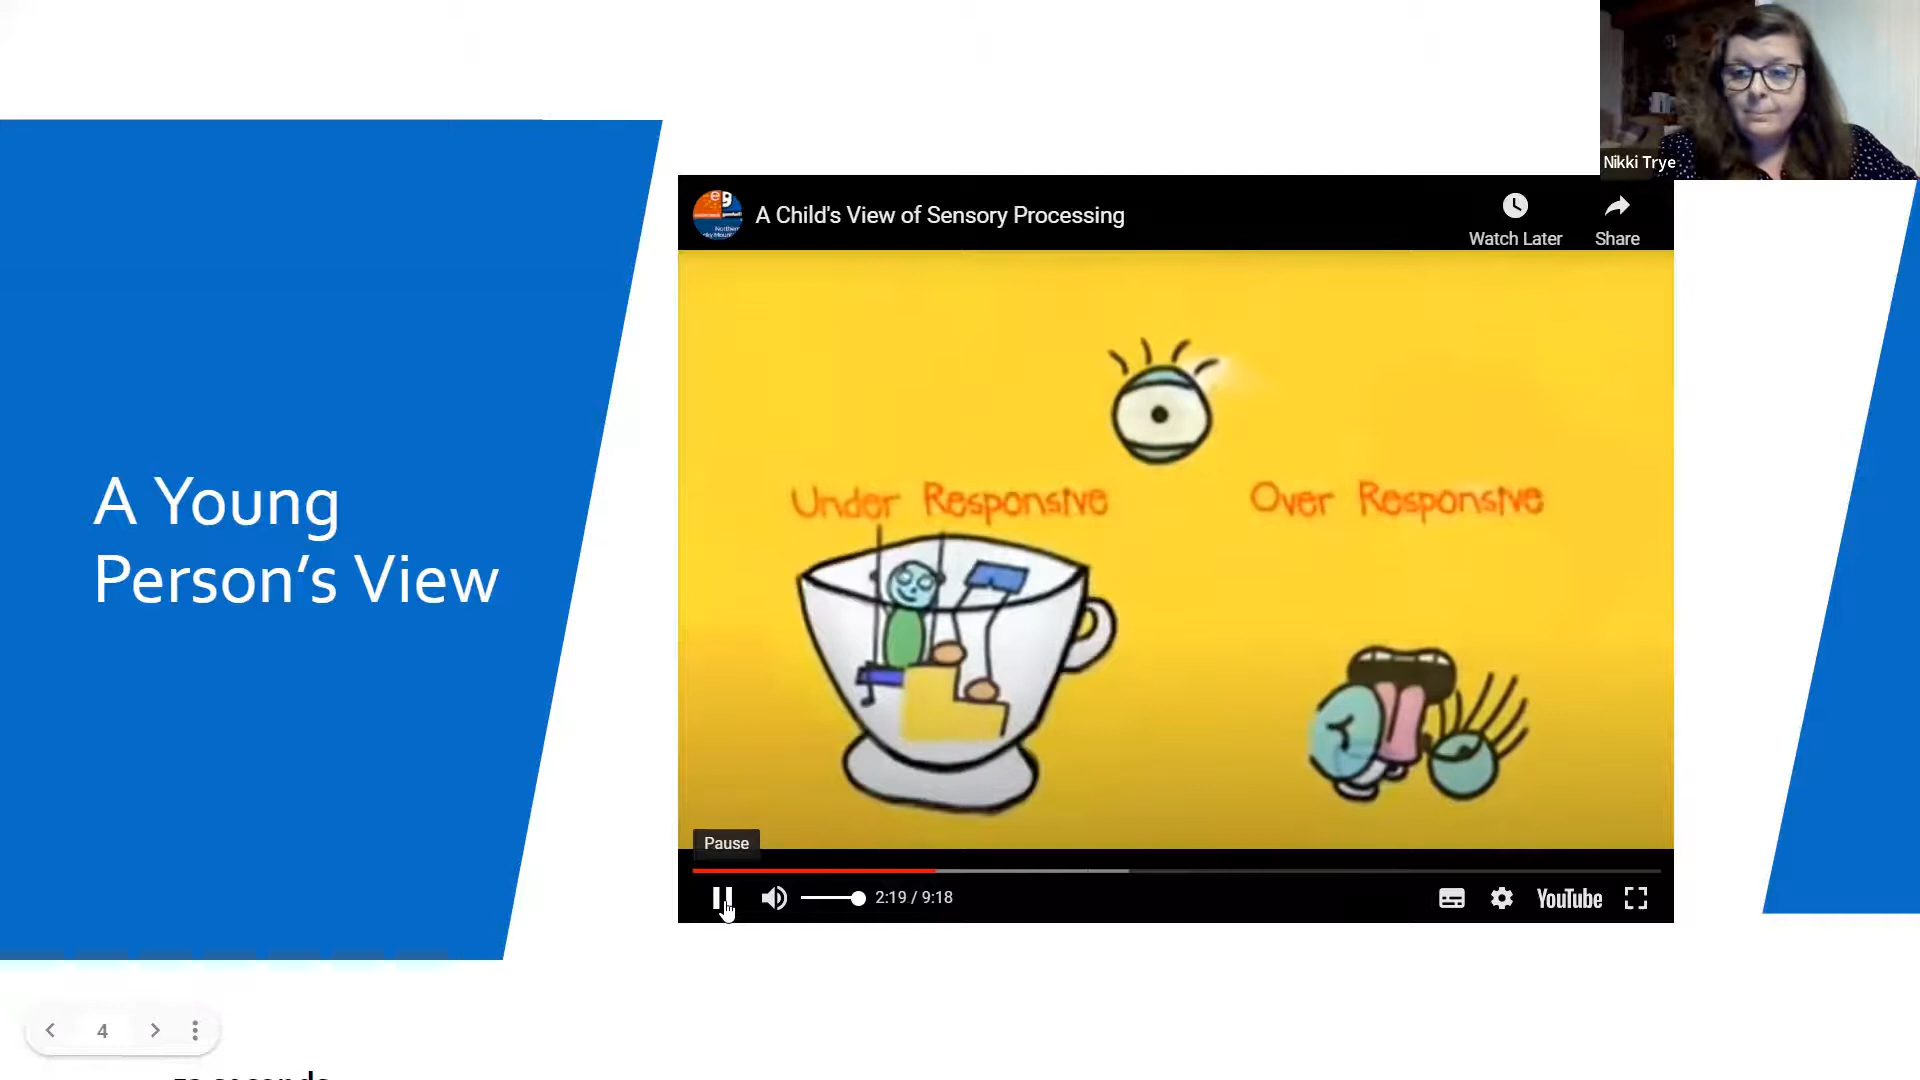 Nikki Trye
A Child's View of Sensory Processing
Watch Later
Share
A Young
Person's View
Under Responsive
Over Responsive
Pause
2:19 / 9:18
YouTube
4